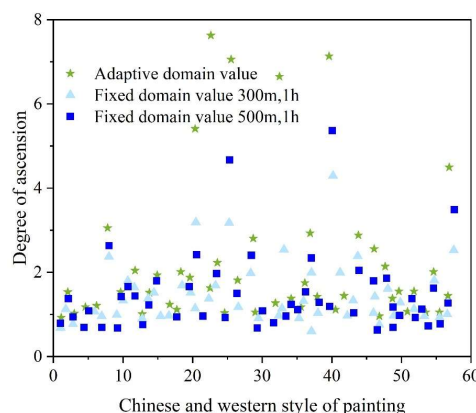 8
6
4
2
0
Degree of ascension
Adaptive domain value
Fixed domain value 300m,1h
Fixed domain value 500m,1h
0 10 20 30 40 50 60
Chinese and western style of painting